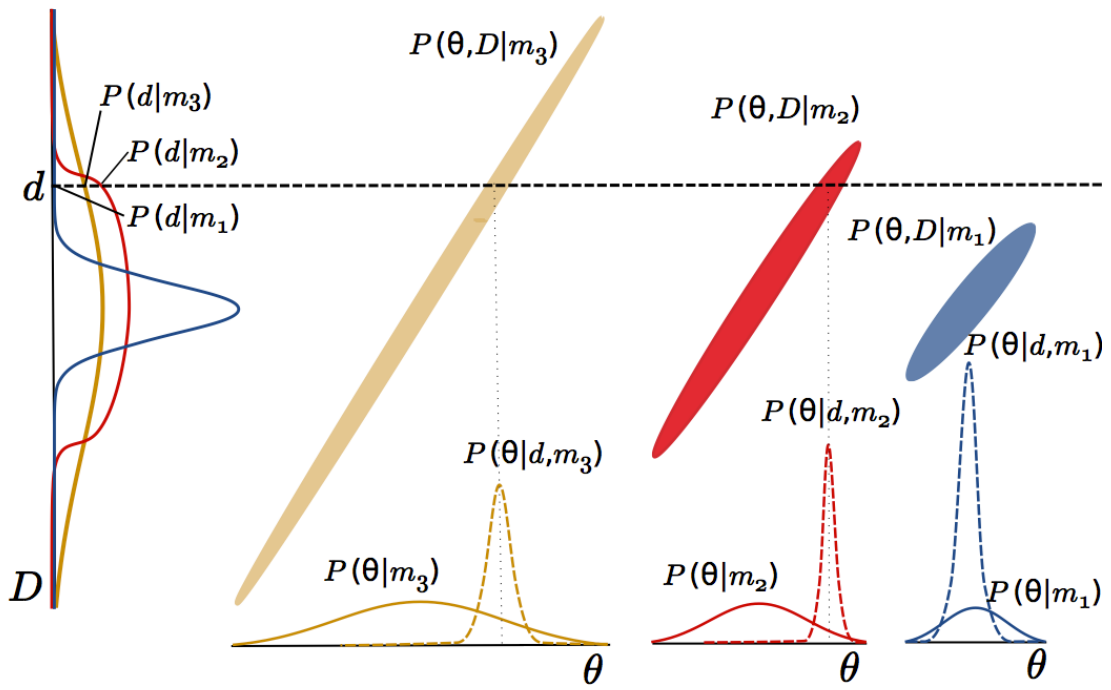 P(θ,D|m₃)
P(d|m₃)
P(θ,D|m₂)
P(d|m₂)
d
P(d|m₁)
P(θ,D|m₁)
P(θ|d,m₁)
P(θ|d,m₂)
P(θ|d,m₃)
D
P(θ|m₃)
P(θ|m₂)
P(θ|m₁)
θ
θ
θ